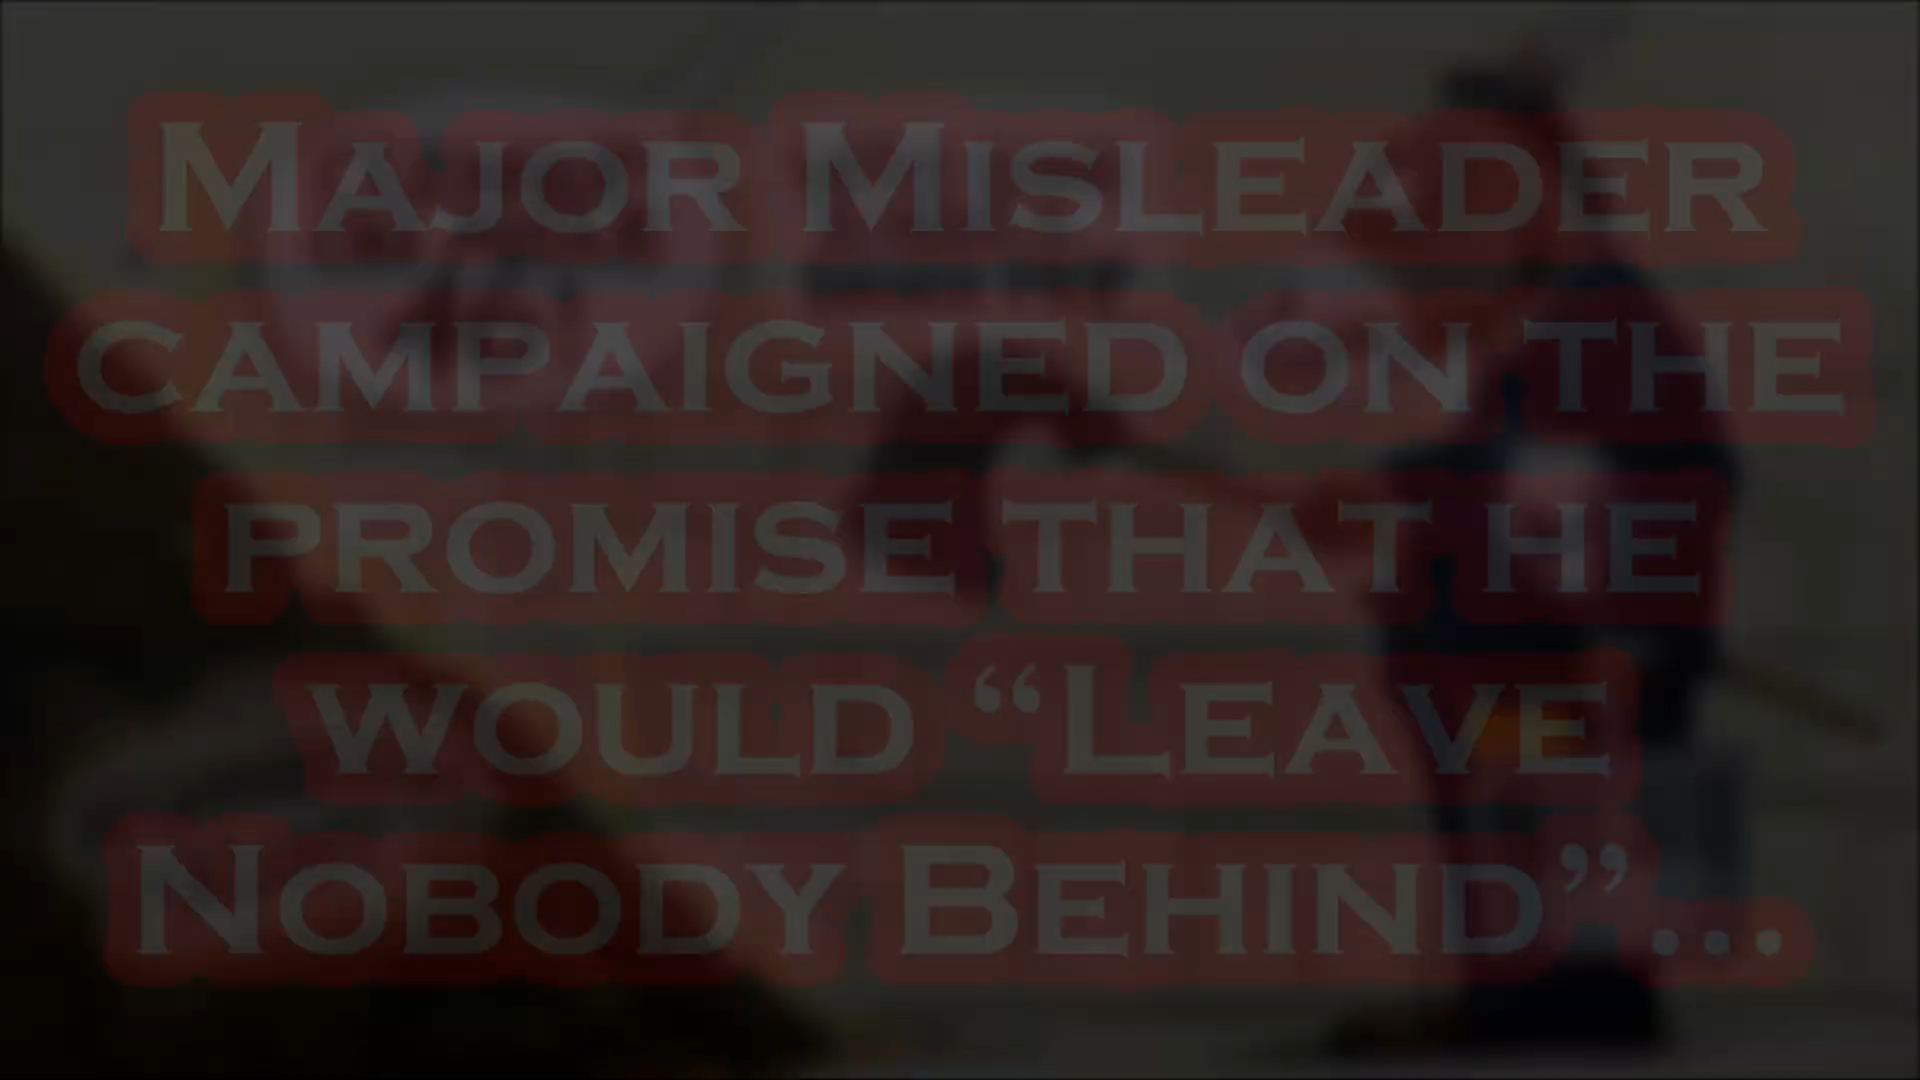 Major Misleader
campaigned on the
promise that he
would “Leave
Nobody Behind”...